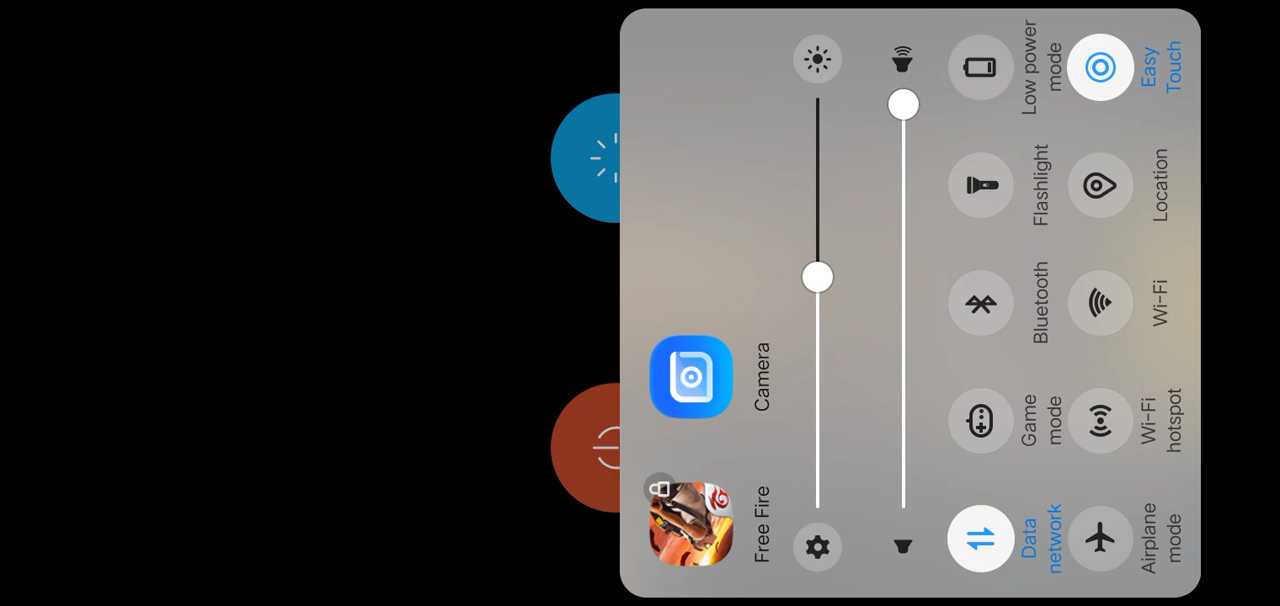 Free Fire
Camera
Data
network
Game
mode
Bluetooth
Flashlight
Low power
mode
Airplane
mode
Wi-Fi
hotspot
Wi-Fi
Location
Easy
Touch